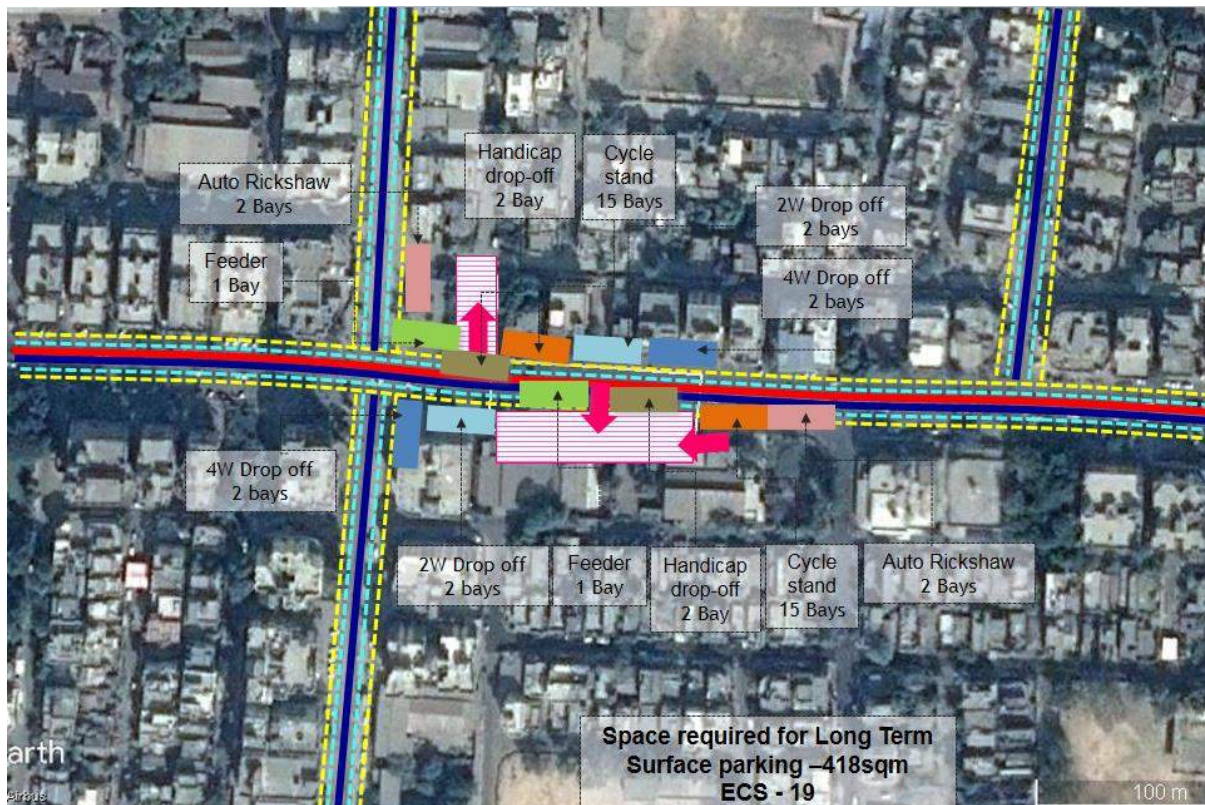 Handicap
drop-off
2 Bay
Cycle
stand
15 Bays
Auto Rickshaw
2 Bays
2W Drop off
2 bays
Feeder
1 Bay
4W Drop off
2 bays
4W Drop off
2 bays
2W Drop off
2 bays
Feeder
1 Bay
Handicap
drop-off
2 Bay
Cycle
stand
15 Bays
Auto Rickshaw
2 Bays
Space required for Long Term
Surface parking –418sqm
ECS - 19
arth
Airbus
100 m